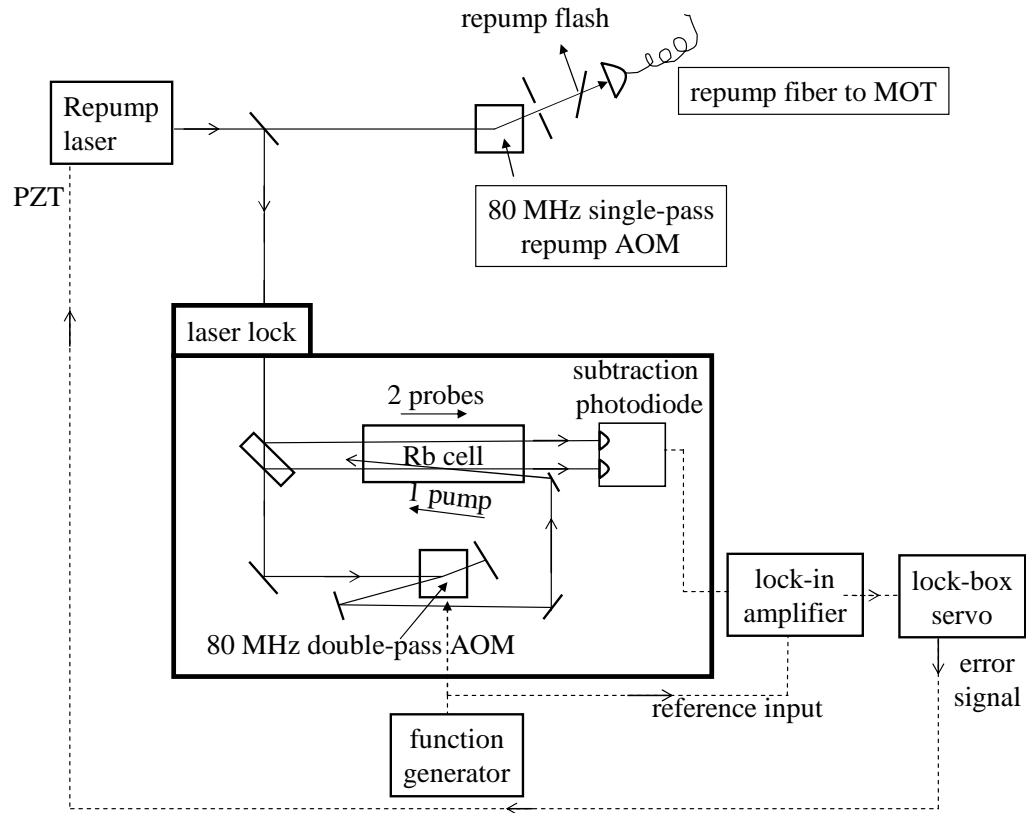 repump flash
Repump
laser
repump fiber to MOT
PZT
80 MHz single-pass
repump AOM
laser lock
subtraction
photodiode
2 probes
Rb cell
1 pump
80 MHz double-pass AOM
lock-in
amplifier
lock-box
servo
error
signal
reference input
function
generator